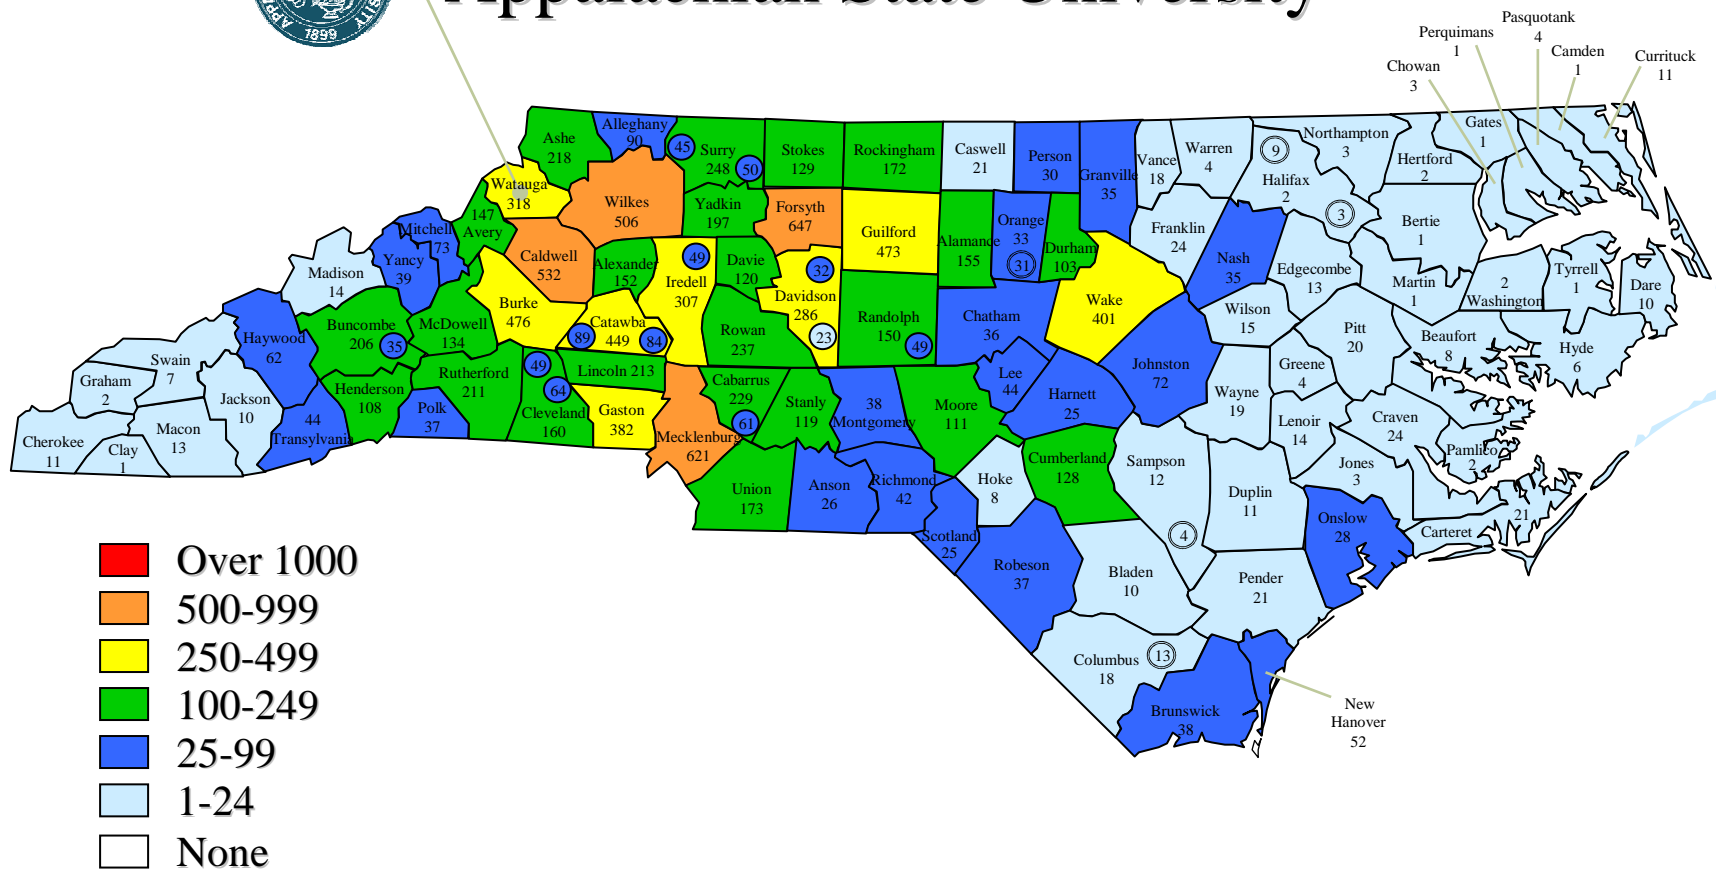 Appalachian State University
1899
Pasquotank
4
Perquimans
1
Camden
1
Currituck
11
Chowan
3
Ashe
218
Alleghany
90
45
Surry
248
50
Stokes
129
Rockingham
172
Caswell
21
Person
30
Granville
35
Vance
18
Warren
4
9
Halifax
2
3
Northampton
3
Hertford
2
Gates
1
Watauga
318
Wilkes
506
Yadkin
197
Forsyth
647
Guilford
473
Alamance
155
Orange
33
31
Durham
103
Franklin
24
Nash
35
Bertie
1
147
Avery
Mitchell
73
Yancy
39
Madison
14
Caldwell
532
Alexander
152
49
Iredell
307
Davie
120
32
Davidson
286
23
Randolph
150
49
Chatham
36
Wake
401
Edgecombe
13
Martin
1
2
Washington
Tyrrell
1
Dare
10
Burke
476
Catawba
449
89
84
Rowan
237
McDowell
134
Buncombe
206
35
Haywood
62
Swain
7
Graham
2
Cherokee
11
Clay
1
Macon
13
Jackson
10
44
Transylvania
Henderson
108
Polk
37
Rutherford
211
49
64
Cleveland
160
Lincoln 213
Gaston
382
Mecklenburg
621
Cabarrus
229
61
Stanly
119
38
Montgomery
Moore
111
Lee
44
Harnett
25
Johnston
72
Wilson
15
Pitt
20
Beaufort
8
Hyde
6
Greene
4
Wayne
19
Lenoir
14
Craven
24
Pamlico
2
Jones
3
Union
173
Anson
26
Richmond
42
Scotland
25
Hoke
8
Cumberland
128
Sampson
12
4
Duplin
11
Onslow
28
Carteret
21
Robeson
37
Bladen
10
Pender
21
Columbus
18
13
Brunswick
38
New
Hanover
52
Over 1000
500-999
250-499
100-249
25-99
1-24
None